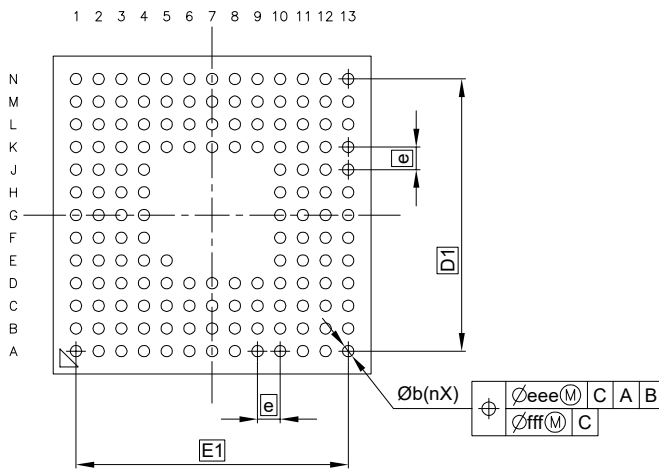 1 2 3 4 5 6 7 8 9 10 11 12 13
N
M
L
K
J
e
H
G
F
E
D
C
B
A
D1
e
E1
Øb(nX)
⌖ Øeee Ⓜ C A B
Øfff Ⓜ C